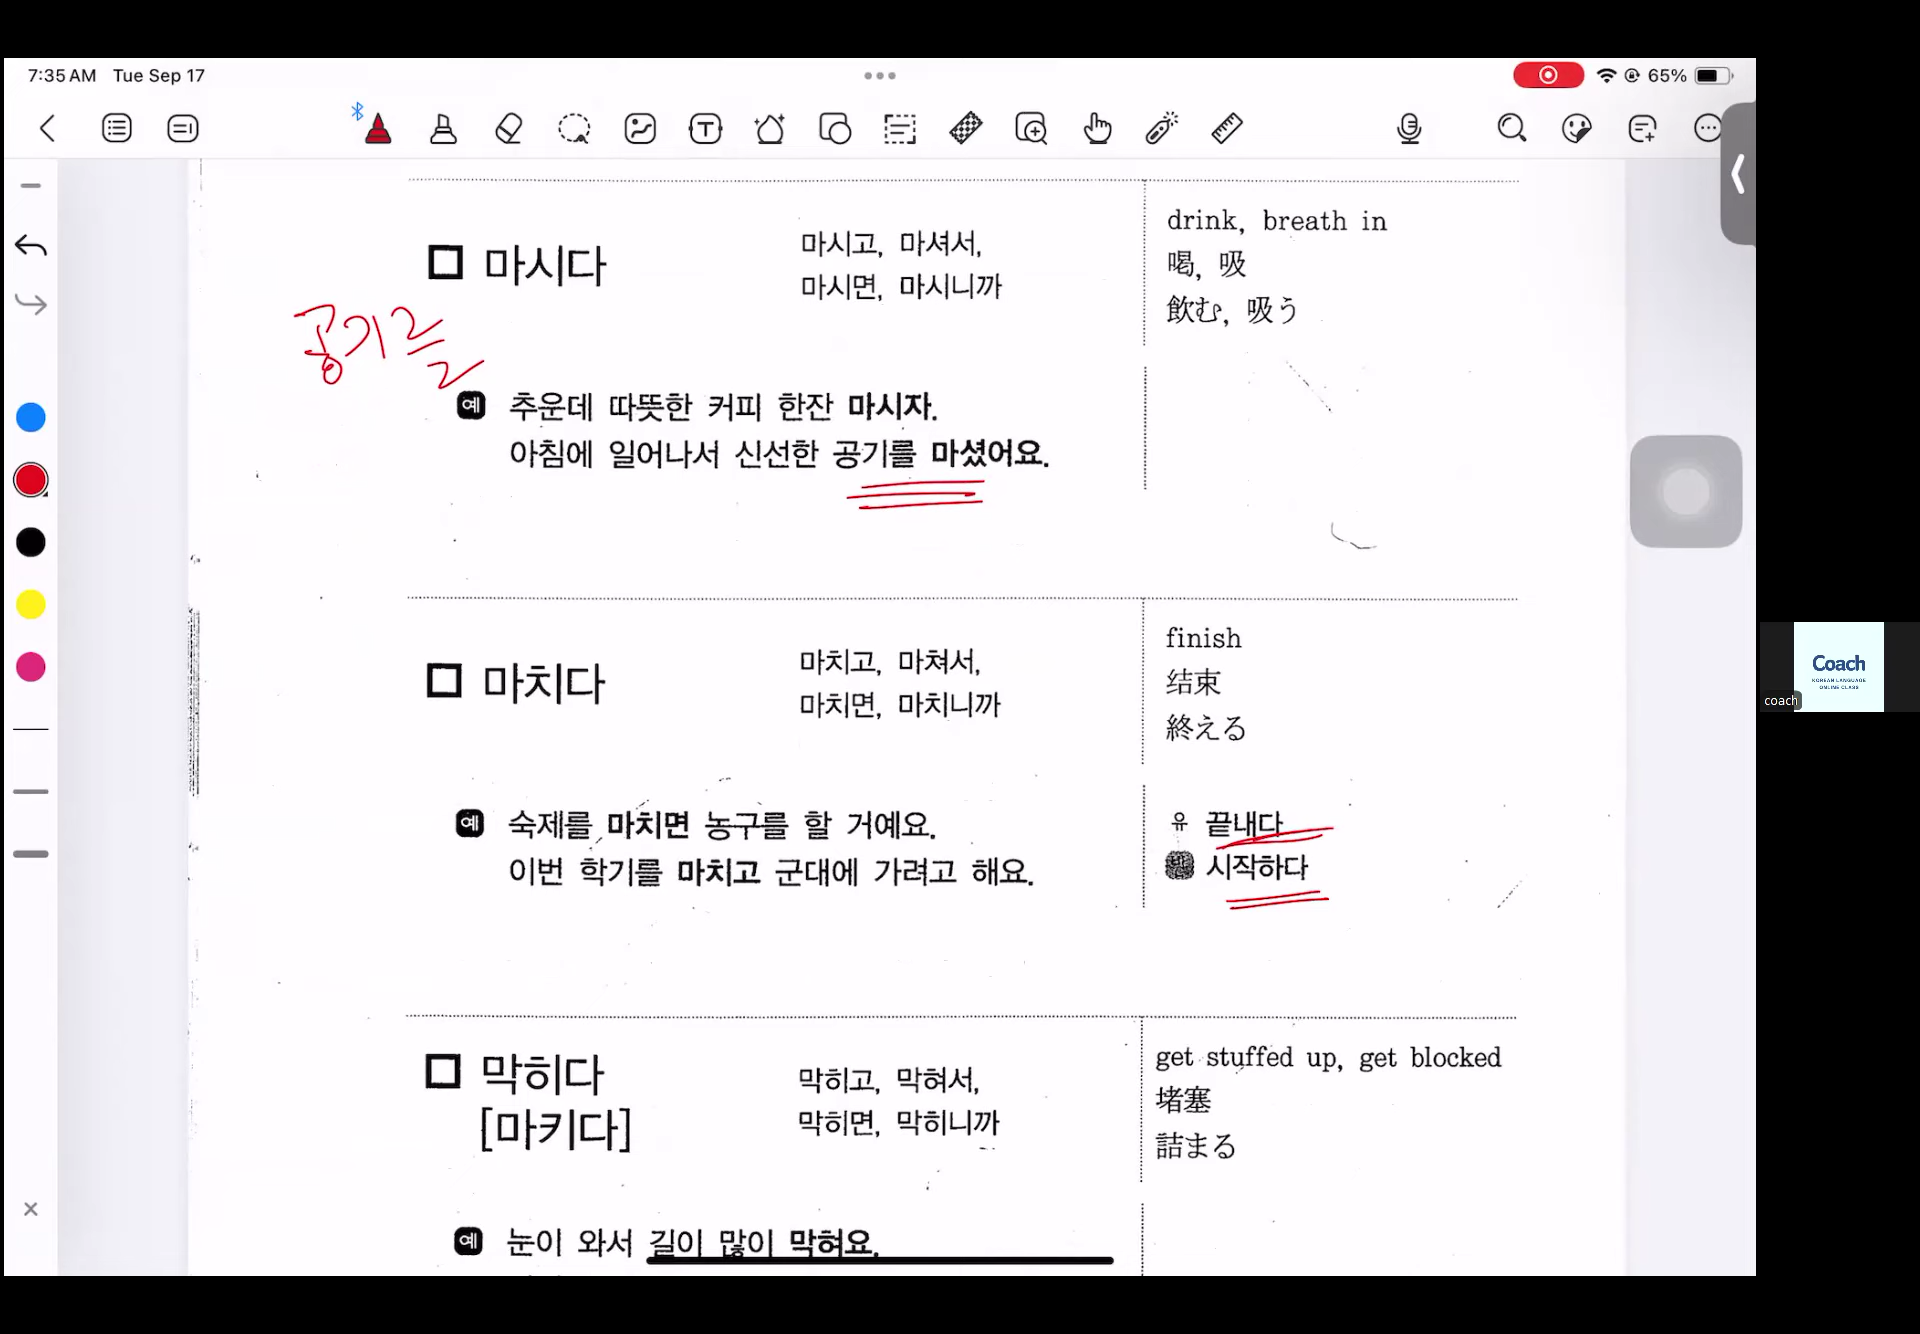 7:35 AM Tue Sep 17
65%
마시다
마시고, 마셔서,
마시면, 마시니까
drink, breath in
喝, 吸
飲む, 吸う
공기를
예 추운데 따뜻한 커피 한잔 마시자.
아침에 일어나서 신선한 공기를 마셨어요.
마치다
마치고, 마쳐서,
마치면, 마치니까
finish
结束
終える
예 숙제를 마치면 농구를 할 거예요.
이번 학기를 마치고 군대에 가려고 해요.
유 끝내다
반 시작하다
막히다
[마키다]
막히고, 막혀서,
막히면, 막히니까
get stuffed up, get blocked
堵塞
詰まる
예 눈이 와서 길이 많이 막혀요.
Coach
KOREAN LANGUAGE
ONLINE CLASS
coach